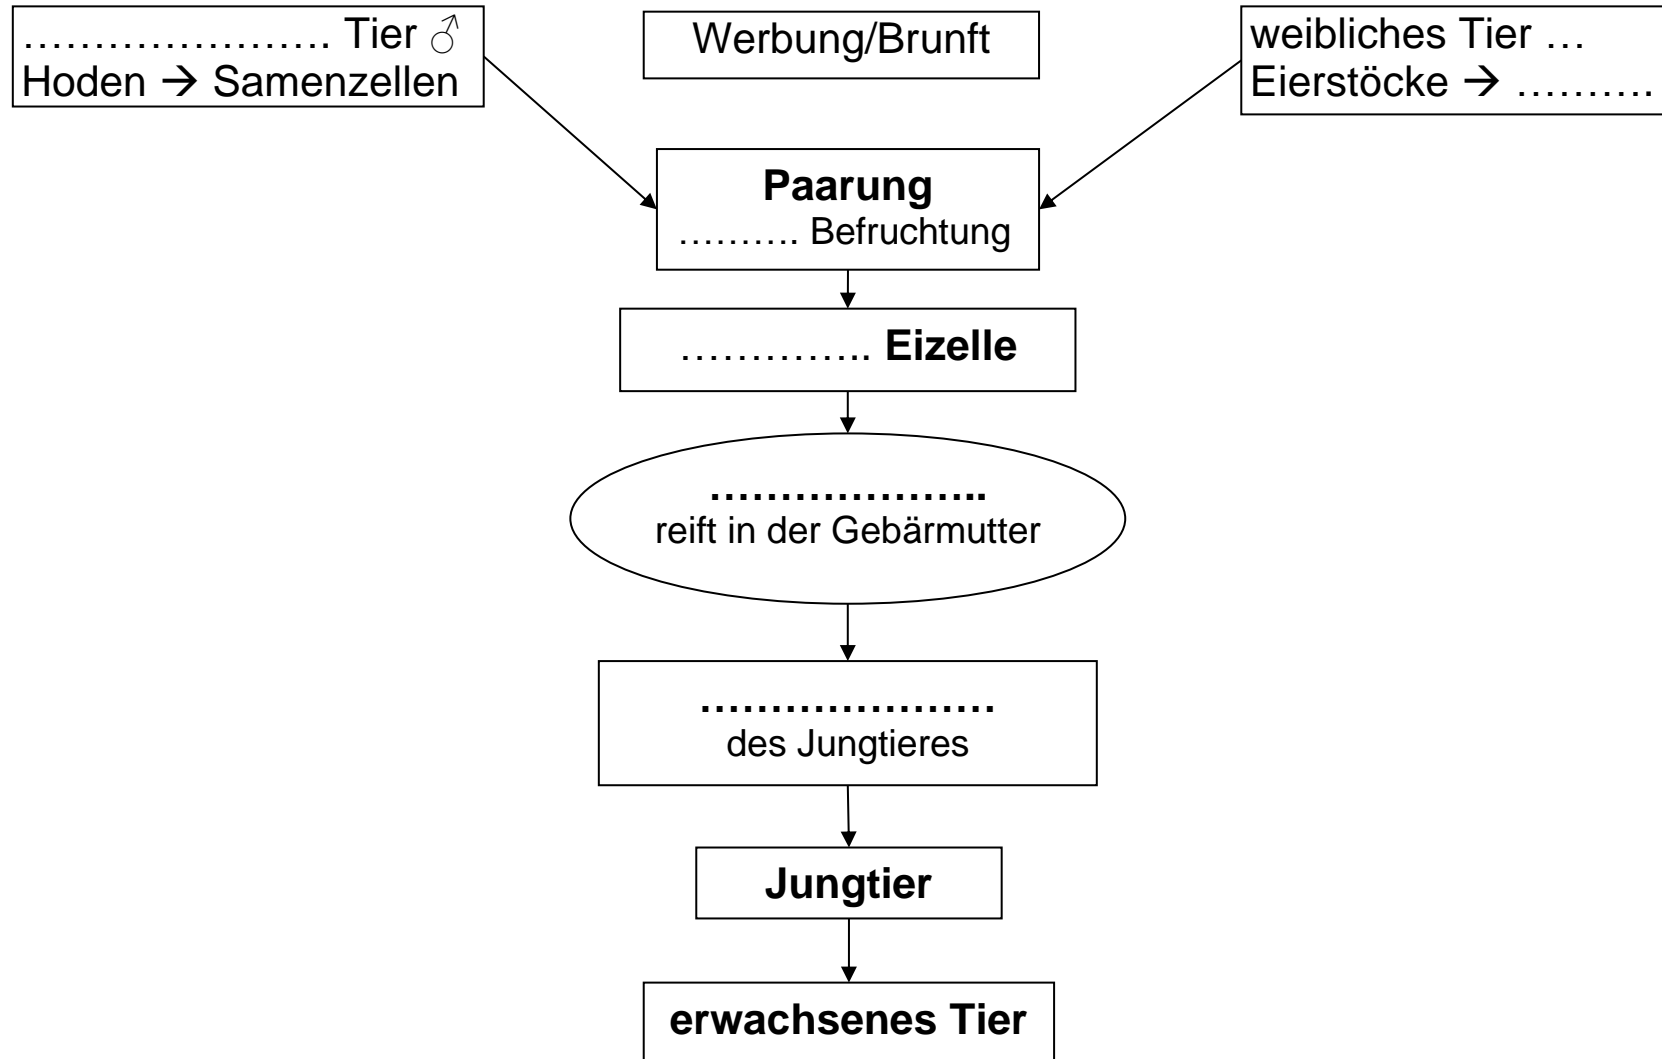 …………………. Tier ♂
Hoden → Samenzellen
Werbung/Brunft
weibliches Tier …
Eierstöcke → ……….
Paarung
………. Befruchtung
………….. Eizelle
………………..
reift in der Gebärmutter
…………………
des Jungtieres
Jungtier
erwachsenes Tier